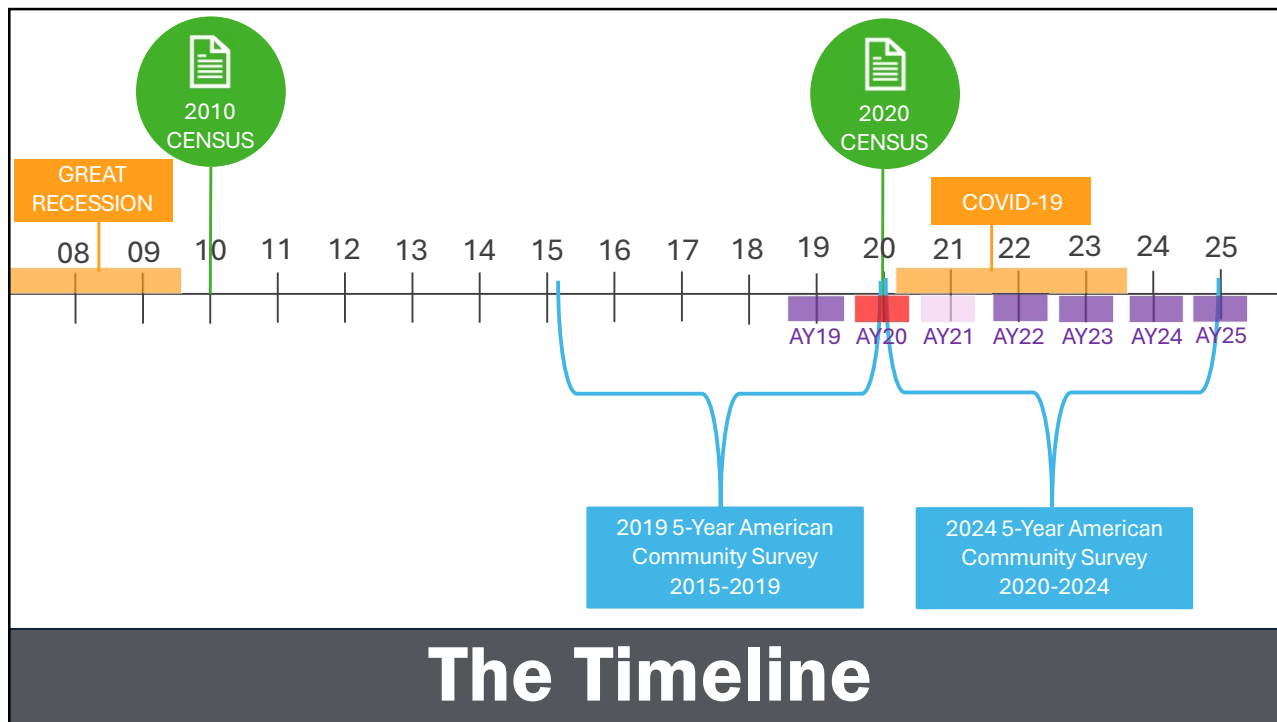 2010
CENSUS
2020
CENSUS
GREAT
RECESSION
COVID-19
08 09 10 11 12 13 14 15 16 17 18 19 20 21 22 23 24 25
AY19 AY20 AY21 AY22 AY23 AY24 AY25
2019 5-Year American
Community Survey
2015-2019
2024 5-Year American
Community Survey
2020-2024
The Timeline